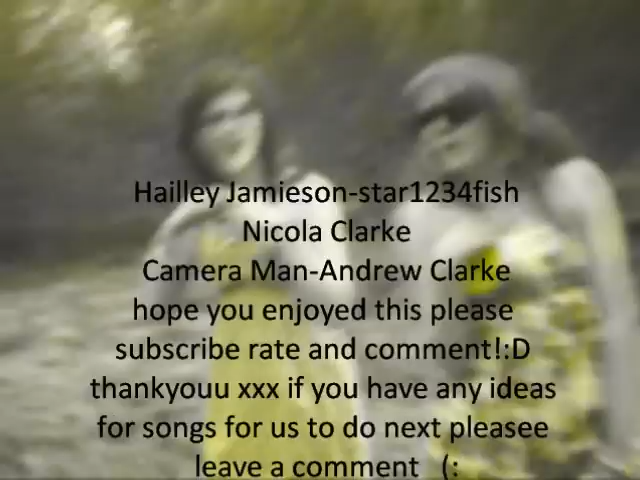 Hailley Jamieson-star1234fish
Nicola Clarke
Camera Man-Andrew Clarke
hope you enjoyed this please
subscribe rate and comment!:D
thankyouu xxx if you have any ideas
for songs for us to do next pleasee
leave a comment (: